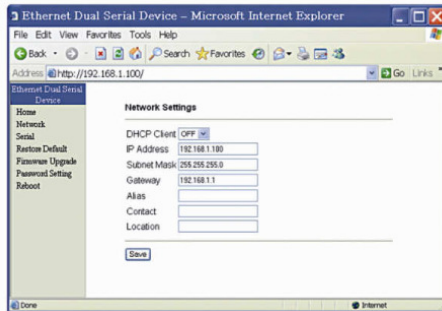 Ethernet Dual Serial Device - Microsoft Internet Explorer
File Edit View Favorites Tools Help
Back Search Favorites
Address http://192.168.1.100/ Go Links
Ethernet Dual Serial
Device
Home
Network
Serial
Restore Default
Firmware Upgrade
Password Setting
Reboot
Network Settings
DHCP Client OFF
IP Address 192.168.1.100
Subnet Mask 255.255.255.0
Gateway 192.168.1.1
Alias
Contact
Location
Save
Done Internet